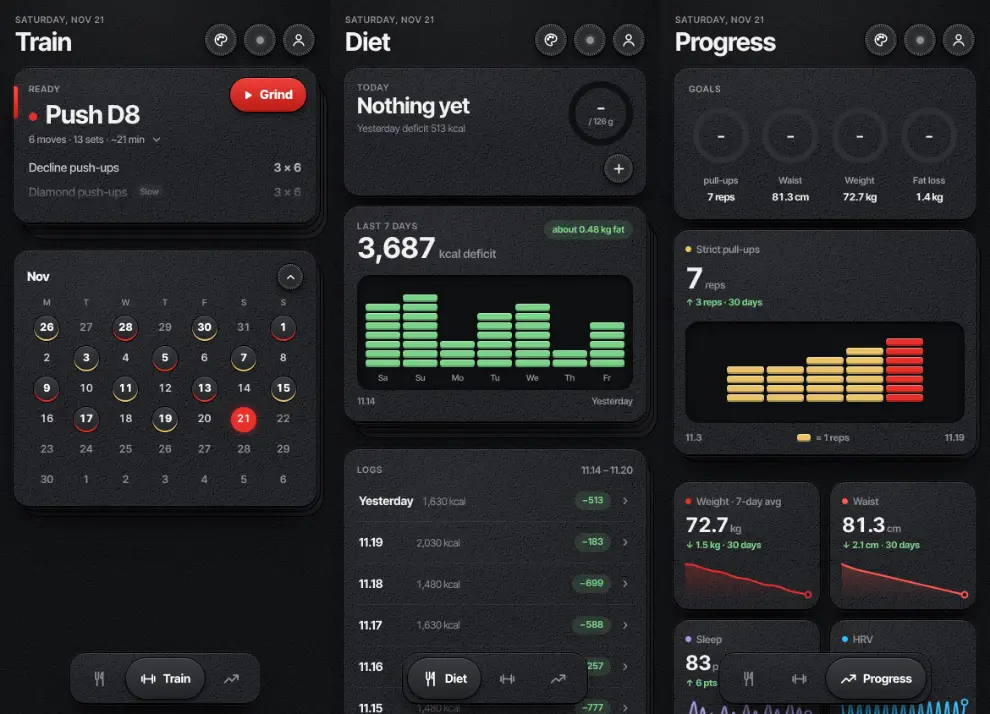 SATURDAY, NOV 21
Train
READY
Grind
Push D8
6 moves · 13 sets · ~21 min
Decline push-ups 3 × 6
Diamond push-ups Slow 3 × 6
Nov
M T W T F S S
26 27 28 29 30 31 1
2 3 4 5 6 7 8
9 10 11 12 13 14 15
16 17 18 19 20 21 22
23 24 25 26 27 28 29
30 1 2 3 4 5 6
Train
SATURDAY, NOV 21
Diet
TODAY
Nothing yet
Yesterday deficit 513 kcal
-
/ 126 g
LAST 7 DAYS
about 0.48 kg fat
3,687 kcal deficit
Sa Su Mo Tu We Th Fr
11.14 Yesterday
LOGS 11.14 – 11.20
Yesterday 1,630 kcal −513
11.19 2,030 kcal −183
11.18 1,480 kcal −699
11.17 1,630 kcal −588
11.16 257
11.15 1,480 kcal −777
Diet
SATURDAY, NOV 21
Progress
GOALS
- - - -
pull-ups Waist Weight Fat loss
7 reps 81.3 cm 72.7 kg 1.4 kg
Strict pull-ups
7 reps
↑ 3 reps · 30 days
11.3 = 1 reps 11.19
Weight · 7-day avg
72.7 kg
↓ 1.5 kg · 30 days
Waist
81.3 cm
↓ 2.1 cm · 30 days
Sleep
83 p
↑ 6 pts
HRV
Progress